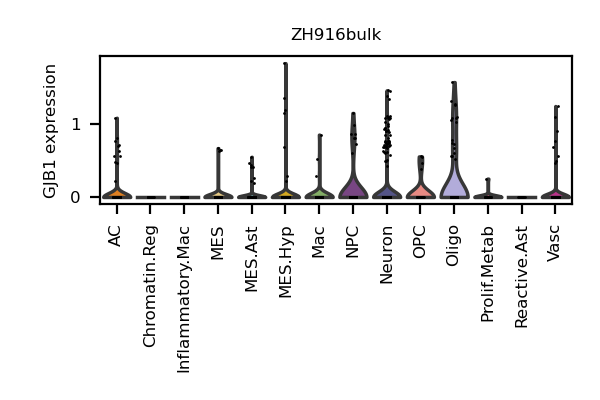 ZH916bulk
GJB1 expression
1
0
AC
Chromatin.Reg
Inflammatory.Mac
MES
MES.Ast
MES.Hyp
Mac
NPC
Neuron
OPC
Oligo
Prolif.Metab
Reactive.Ast
Vasc